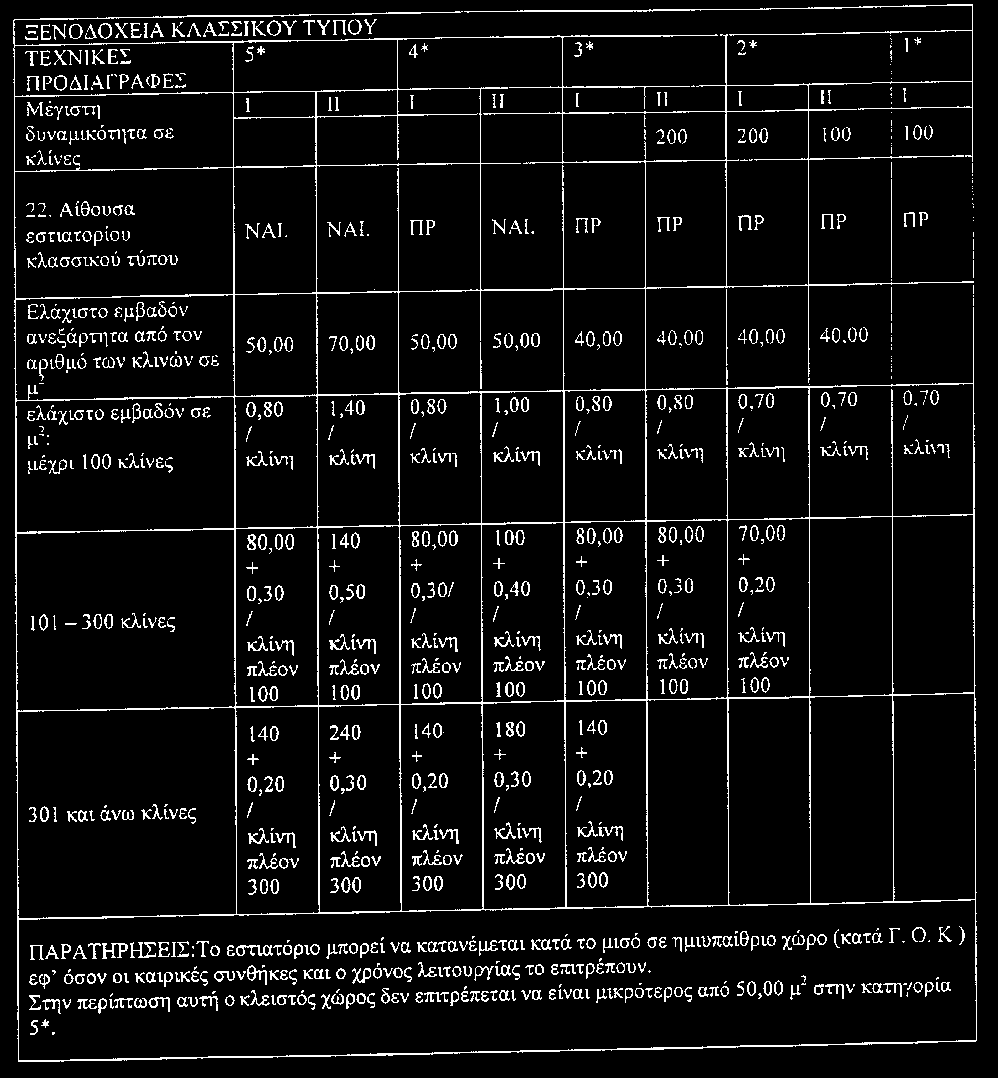 ΞΕΝΟΔΟΧΕΙΑ ΚΛΑΣΣΙΚΟΥ ΤΥΠΟΥ
ΤΕΧΝΙΚΕΣ ΠΡΟΔΙΑΓΡΑΦΕΣ 5* 4* 3* 2* 1*
Μέγιστη δυναμικότητα σε κλίνες I II I II I II I II I
200 200 100 100
22. Αίθουσα εστιατορίου κλασσικού τύπου ΝΑΙ. ΝΑΙ. ΠΡ ΝΑΙ. ΠΡ ΠΡ ΠΡ ΠΡ ΠΡ
Ελάχιστο εμβαδόν ανεξάρτητα από τον αριθμό των κλινών σε μ² 50,00 70,00 50,00 50,00 40,00 40,00 40,00 40,00
ελάχιστο εμβαδόν σε μ²: μέχρι 100 κλίνες 0,80 / κλίνη 1,40 / κλίνη 0,80 / κλίνη 1,00 / κλίνη 0,80 / κλίνη 0,80 / κλίνη 0,70 / κλίνη 0,70 / κλίνη 0,70 / κλίνη
101 – 300 κλίνες 80,00 + 0,30 / κλίνη πλέον 100 140 + 0,50 / κλίνη πλέον 100 80,00 + 0,30/ / κλίνη πλέον 100 100 + 0,40 / κλίνη πλέον 100 80,00 + 0,30 / κλίνη πλέον 100 80,00 + 0,30 / κλίνη πλέον 100 70,00 + 0,20 / κλίνη πλέον 100
301 και άνω κλίνες 140 + 0,20 / κλίνη πλέον 300 240 + 0,30 / κλίνη πλέον 300 140 + 0,20 / κλίνη πλέον 300 180 + 0,30 / κλίνη πλέον 300 140 + 0,20 / κλίνη πλέον 300
ΠΑΡΑΤΗΡΗΣΕΙΣ:Το εστιατόριο μπορεί να κατανέμεται κατά το μισό σε ημιυπαίθριο χώρο (κατά Γ. Ο. Κ )
εφ' όσον οι καιρικές συνθήκες και ο χρόνος λειτουργίας το επιτρέπουν.
Στην περίπτωση αυτή ο κλειστός χώρος δεν επιτρέπεται να είναι μικρότερος από 50,00 μ² στην κατηγορία
5*.